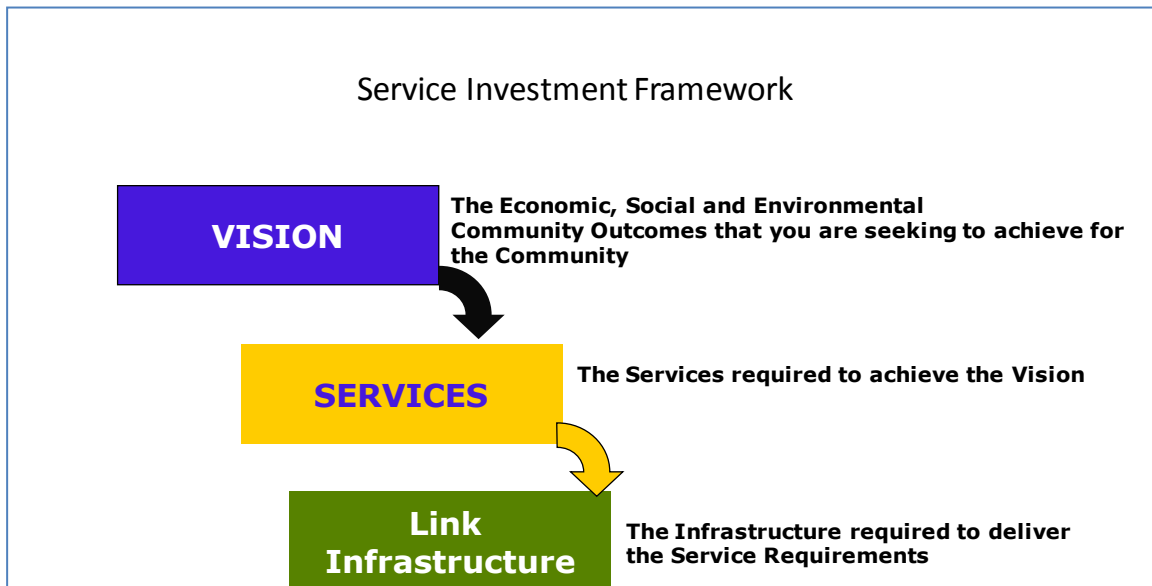 Service Investment Framework
VISION
The Economic, Social and Environmental
Community Outcomes that you are seeking to achieve for
the Community
SERVICES
The Services required to achieve the Vision
Link
Infrastructure
The Infrastructure required to deliver
the Service Requirements